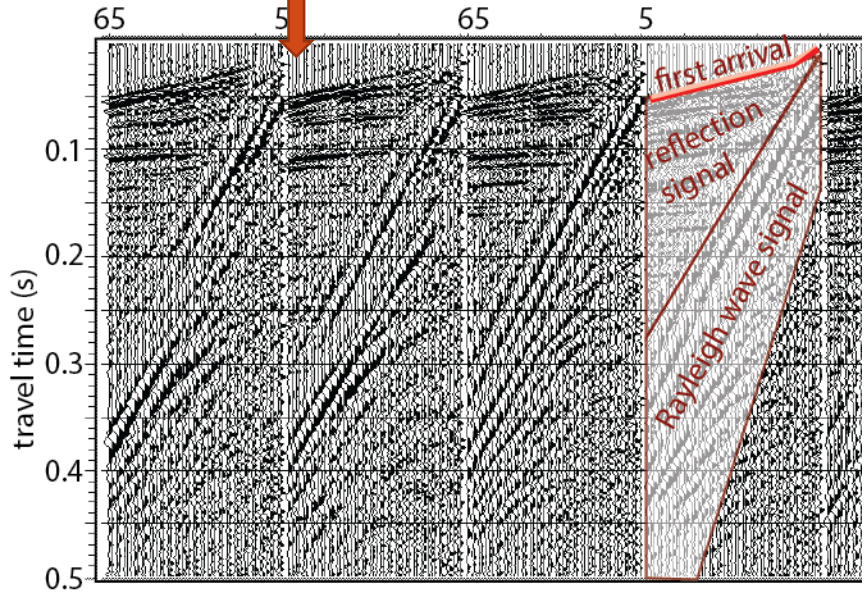 65 5 65 5
first arrival
reflection
signal
Rayleigh wave signal
0.1
0.2
0.3
0.4
0.5
travel time (s)